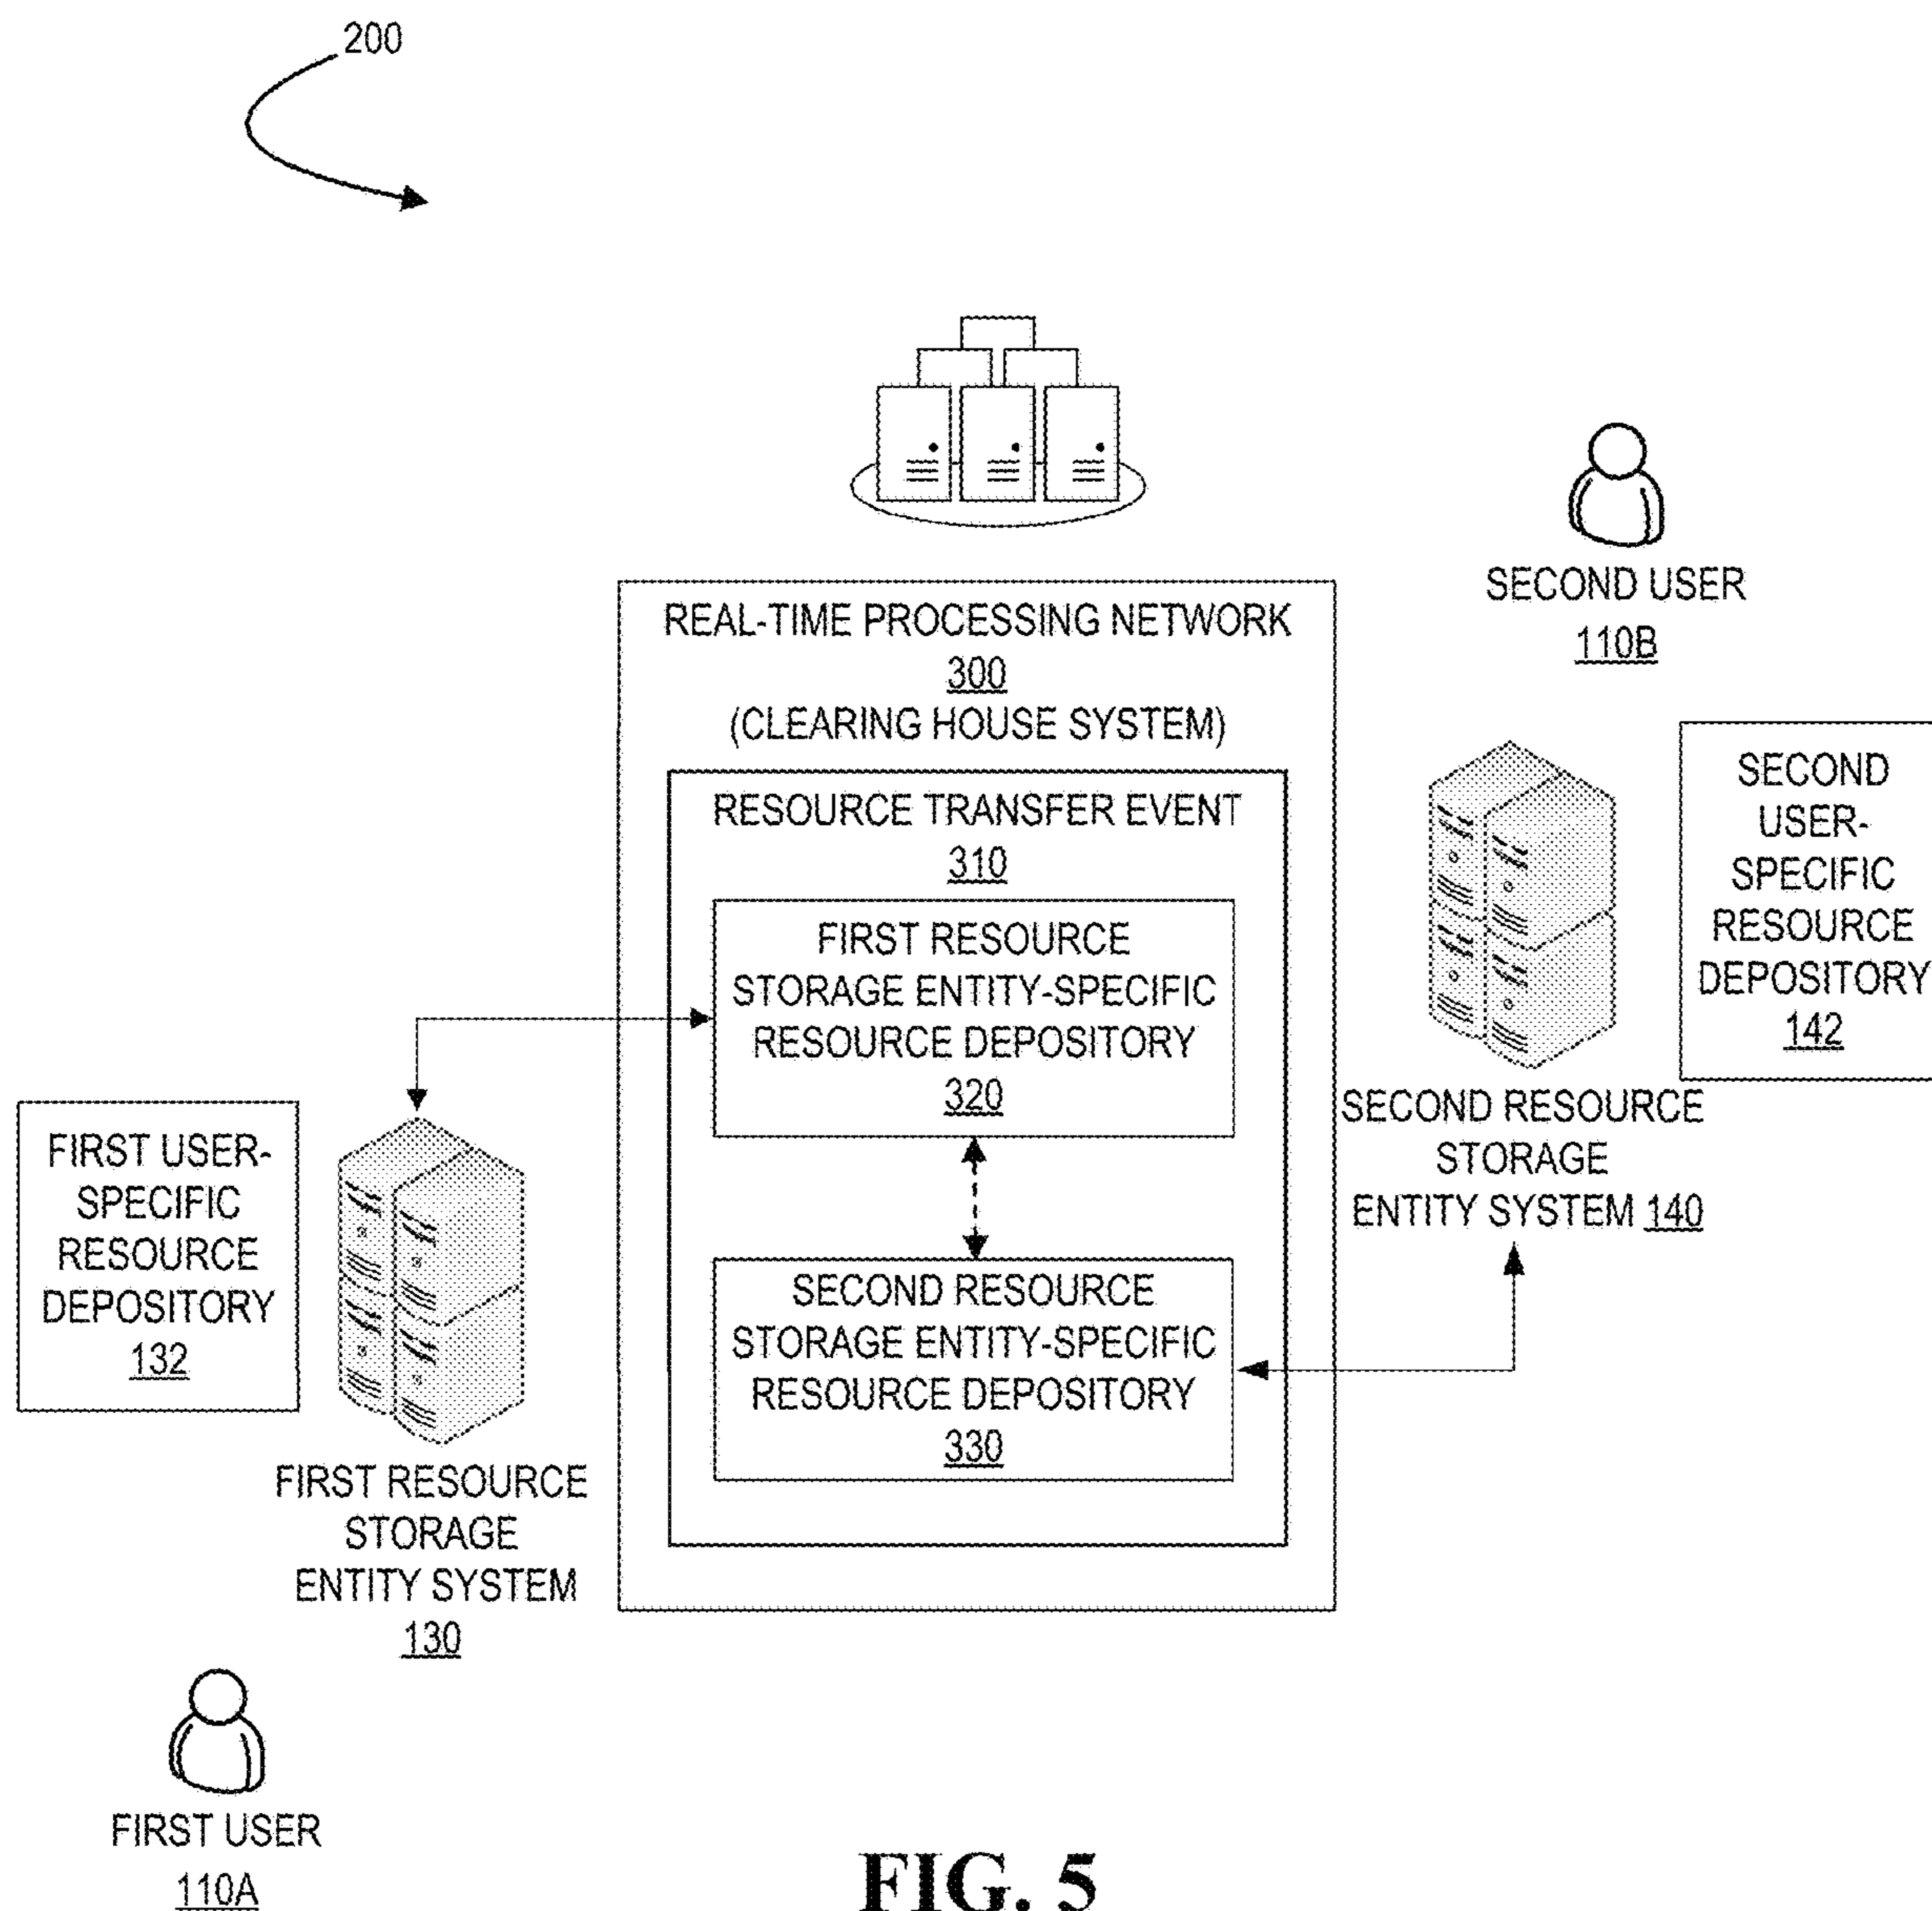 200
SECOND USER
110B
REAL-TIME PROCESSING NETWORK
300
(CLEARING HOUSE SYSTEM)
RESOURCE TRANSFER EVENT
310
FIRST RESOURCE
STORAGE ENTITY-SPECIFIC
RESOURCE DEPOSITORY
320
SECOND RESOURCE
STORAGE ENTITY-SPECIFIC
RESOURCE DEPOSITORY
330
SECOND
USER-
SPECIFIC
RESOURCE
DEPOSITORY
142
SECOND RESOURCE
STORAGE
ENTITY SYSTEM 140
FIRST USER-
SPECIFIC
RESOURCE
DEPOSITORY
132
FIRST RESOURCE
STORAGE
ENTITY SYSTEM
130
FIRST USER
110A
FIG. 5